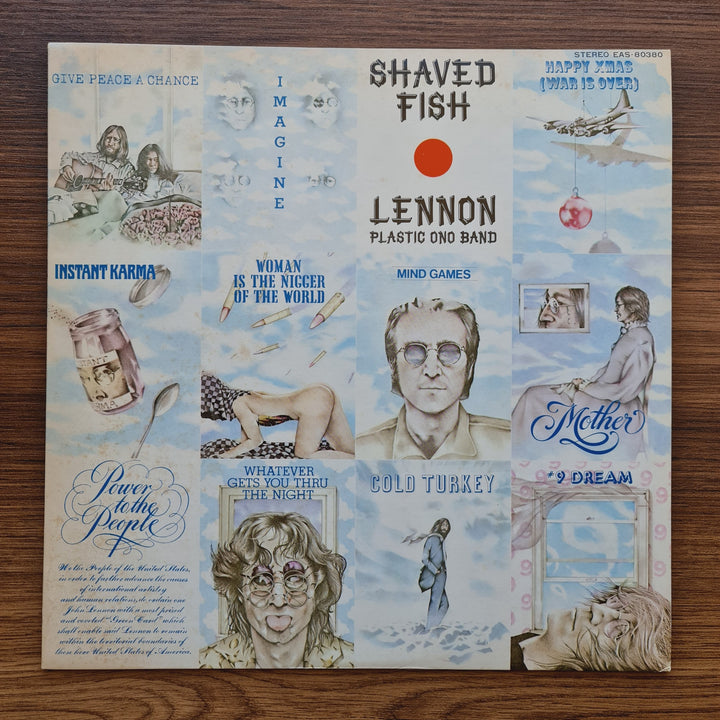 STEREO EAS-80380
GIVE PEACE A CHANCE
I
M
A
G
I
N
E
SHAVED
FISH
LENNON
PLASTIC ONO BAND
HAPPY XMAS
(WAR IS OVER)
INSTANT KARMA
WOMAN
IS THE NIGGER
OF THE WORLD
MIND GAMES
Mother
Power
to the
People
We the People of the United States,
in order to further advance the causes
of international artistry
and human relations, do ordain one
John Lennon with a most prized
and coveted "Green Card" which
shall enable said Lennon to remain
within the territorial boundaries of
these here United States of America.
WHATEVER
GETS YOU THRU
THE NIGHT
COLD TURKEY
#9 DREAM